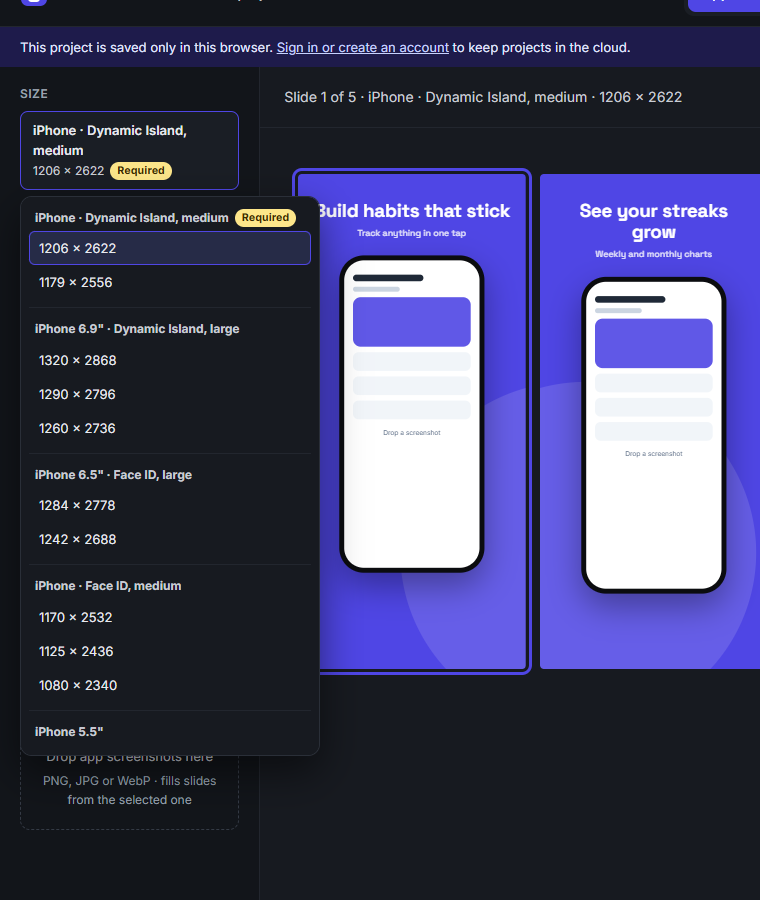 This project is saved only in this browser. Sign in or create an account to keep projects in the cloud.
SIZE
iPhone · Dynamic Island,
medium
1206 × 2622 Required
iPhone · Dynamic Island, medium Required
1206 × 2622
1179 × 2556
iPhone 6.9" · Dynamic Island, large
1320 × 2868
1290 × 2796
1260 × 2736
iPhone 6.5" · Face ID, large
1284 × 2778
1242 × 2688
iPhone · Face ID, medium
1170 × 2532
1125 × 2436
1080 × 2340
iPhone 5.5"
Drop app screenshots here
PNG, JPG or WebP · fills slides
from the selected one
Slide 1 of 5 · iPhone · Dynamic Island, medium · 1206 × 2622
Build habits that stick
Track anything in one tap
Drop a screenshot
See your streaks
grow
Weekly and monthly charts
Drop a screenshot